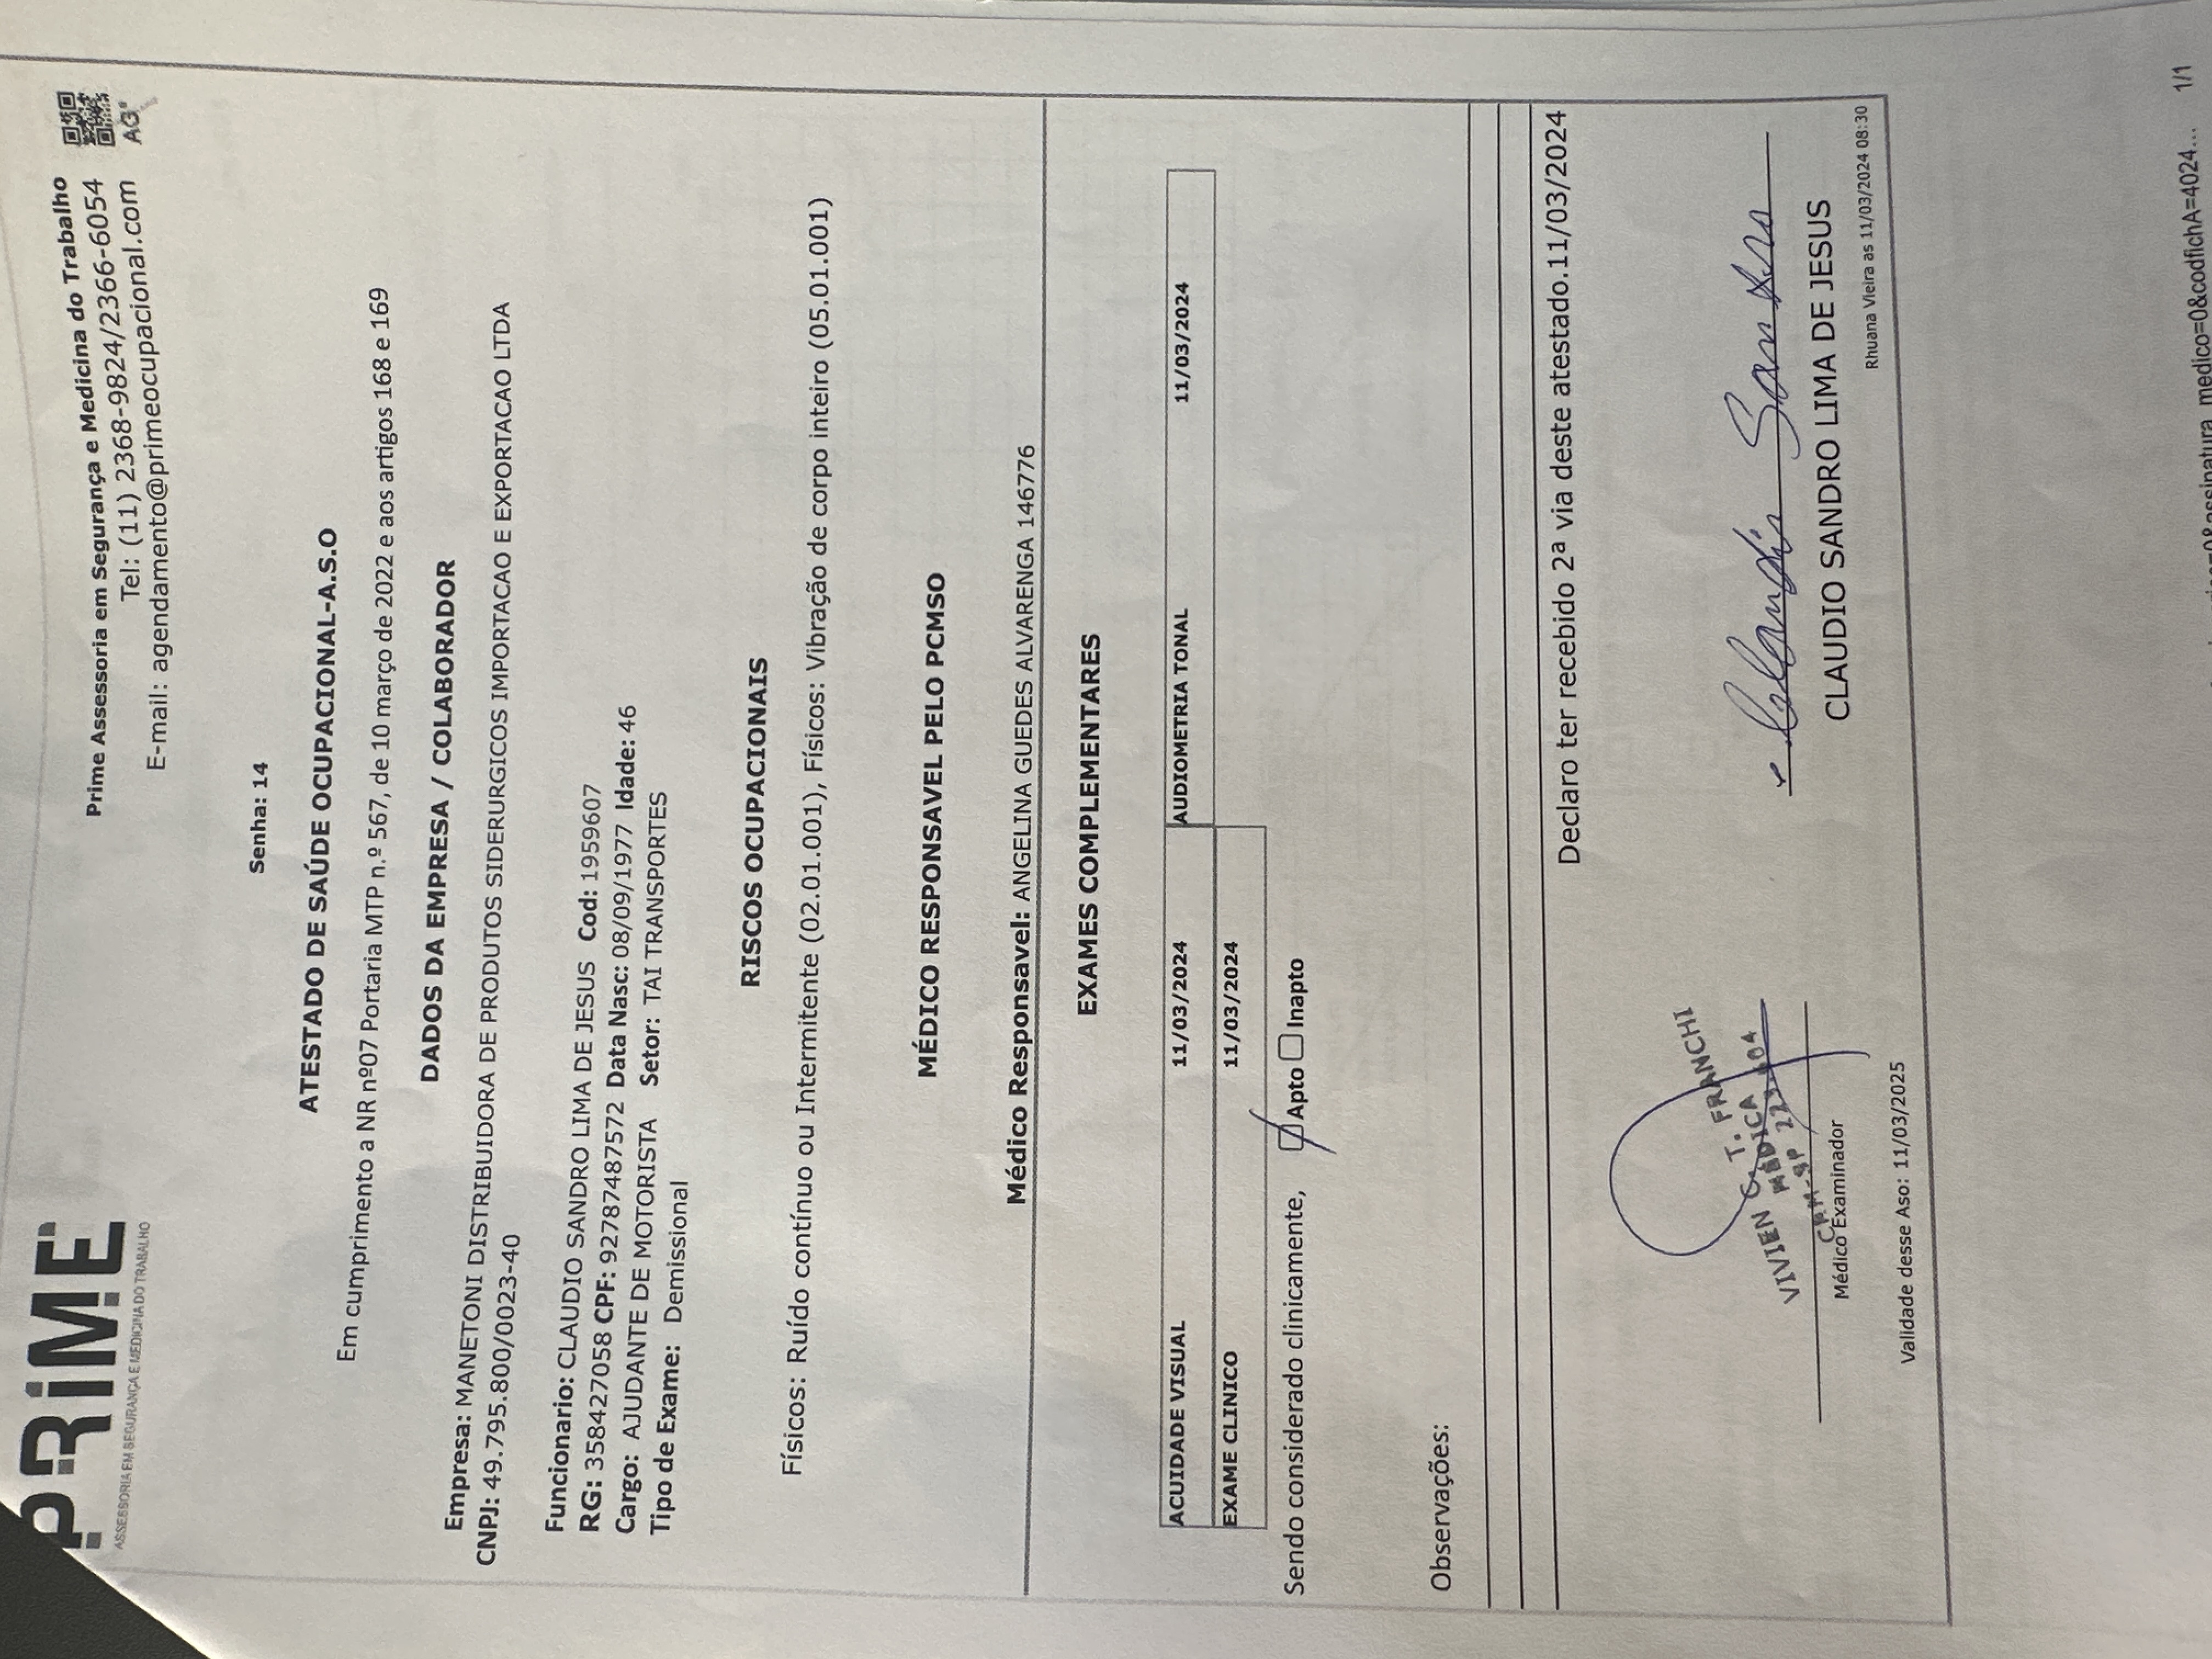 PRiME
ASSESSORIA EM SEGURANÇA E MEDICINA DO TRABALHO
Prime Assessoria em Segurança e Medicina do Trabalho
Tel: (11) 2368-9824/2366-6054
E-mail: agendamento@primeocupacional.com
AG
Senha: 14
ATESTADO DE SAÚDE OCUPACIONAL-A.S.O
Em cumprimento a NR nº07 Portaria MTP n.º 567, de 10 março de 2022 e aos artigos 168 e 169
DADOS DA EMPRESA / COLABORADOR
Empresa: MANETONI DISTRIBUIDORA DE PRODUTOS SIDERURGICOS IMPORTACAO E EXPORTACAO LTDA
CNPJ: 49.795.800/0023-40
Funcionario: CLAUDIO SANDRO LIMA DE JESUS Cod: 1959607
RG: 358427058 CPF: 92787487572 Data Nasc: 08/09/1977 Idade: 46
Cargo: AJUDANTE DE MOTORISTA Setor: TAI TRANSPORTES
Tipo de Exame: Demissional
RISCOS OCUPACIONAIS
Físicos: Ruído contínuo ou Intermitente (02.01.001), Físicos: Vibração de corpo inteiro (05.01.001)
MÉDICO RESPONSAVEL PELO PCMSO
Médico Responsavel: ANGELINA GUEDES ALVARENGA 146776
EXAMES COMPLEMENTARES
ACUIDADE VISUAL 11/03/2024 AUDIOMETRIA TONAL 11/03/2024
EXAME CLINICO 11/03/2024
Sendo considerado clinicamente, Apto Inapto
Observações:
Declaro ter recebido 2ª via deste atestado.11/03/2024
VIVIEN C. T. FRANCHI
MÉDICA
CRM-SP
Médico Examinador
Validade desse Aso: 11/03/2025
Claudio Sandro
CLAUDIO SANDRO LIMA DE JESUS
Rhuana Vieira as 11/03/2024 08:30
=0&assinatura_medico=0&codfichA=4024... 1/1